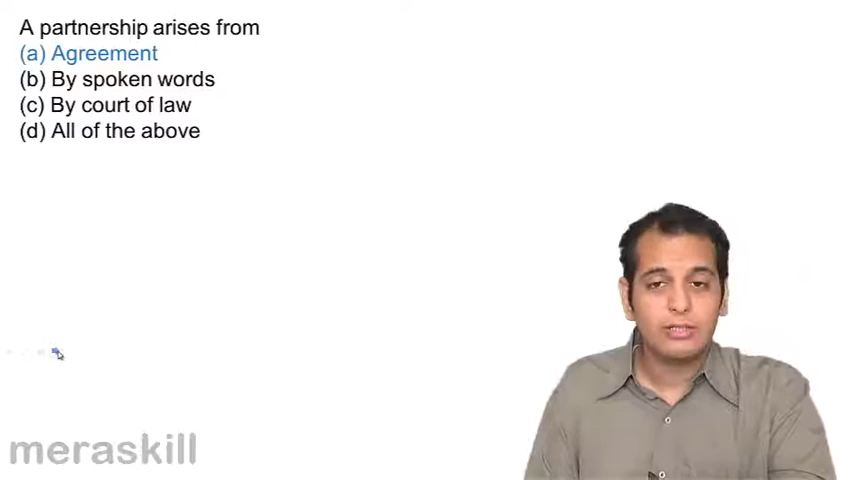 A partnership arises from
(a) Agreement
(b) By spoken words
(c) By court of law
(d) All of the above
meraskill